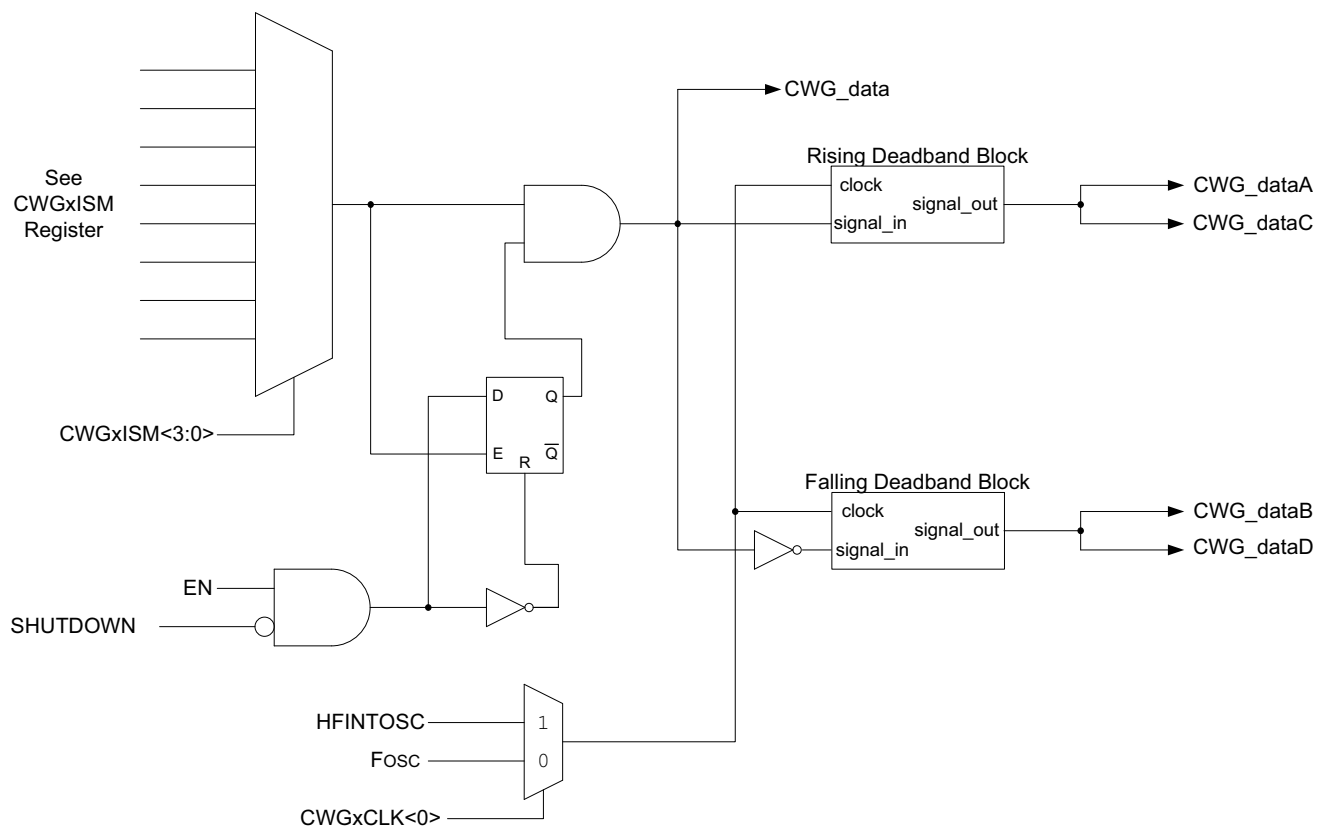 CWG_data
Rising Deadband Block
clock
signal_in
signal_out
CWG_dataA
CWG_dataC
See
CWGxISM
Register
CWGxISM<3:0>
D
Q
E
Q̅
R
Falling Deadband Block
clock
signal_in
signal_out
CWG_dataB
CWG_dataD
EN
SHUTDOWN
HFINTOSC
1
FOSC
0
CWGxCLK<0>